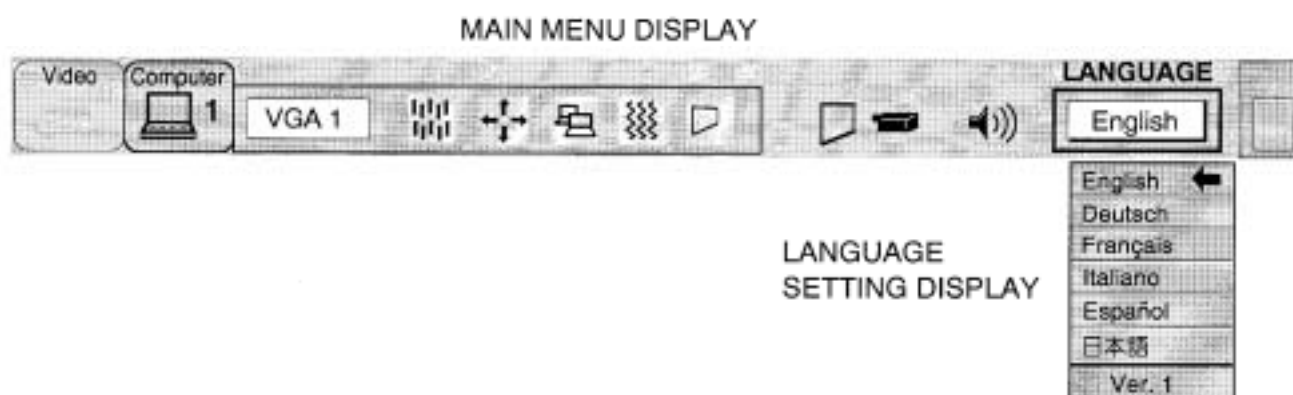 MAIN MENU DISPLAY
Video
Computer
1
VGA 1
LANGUAGE
English
English
Deutsch
Français
Italiano
Español
日本語
Ver. 1
LANGUAGE
SETTING DISPLAY